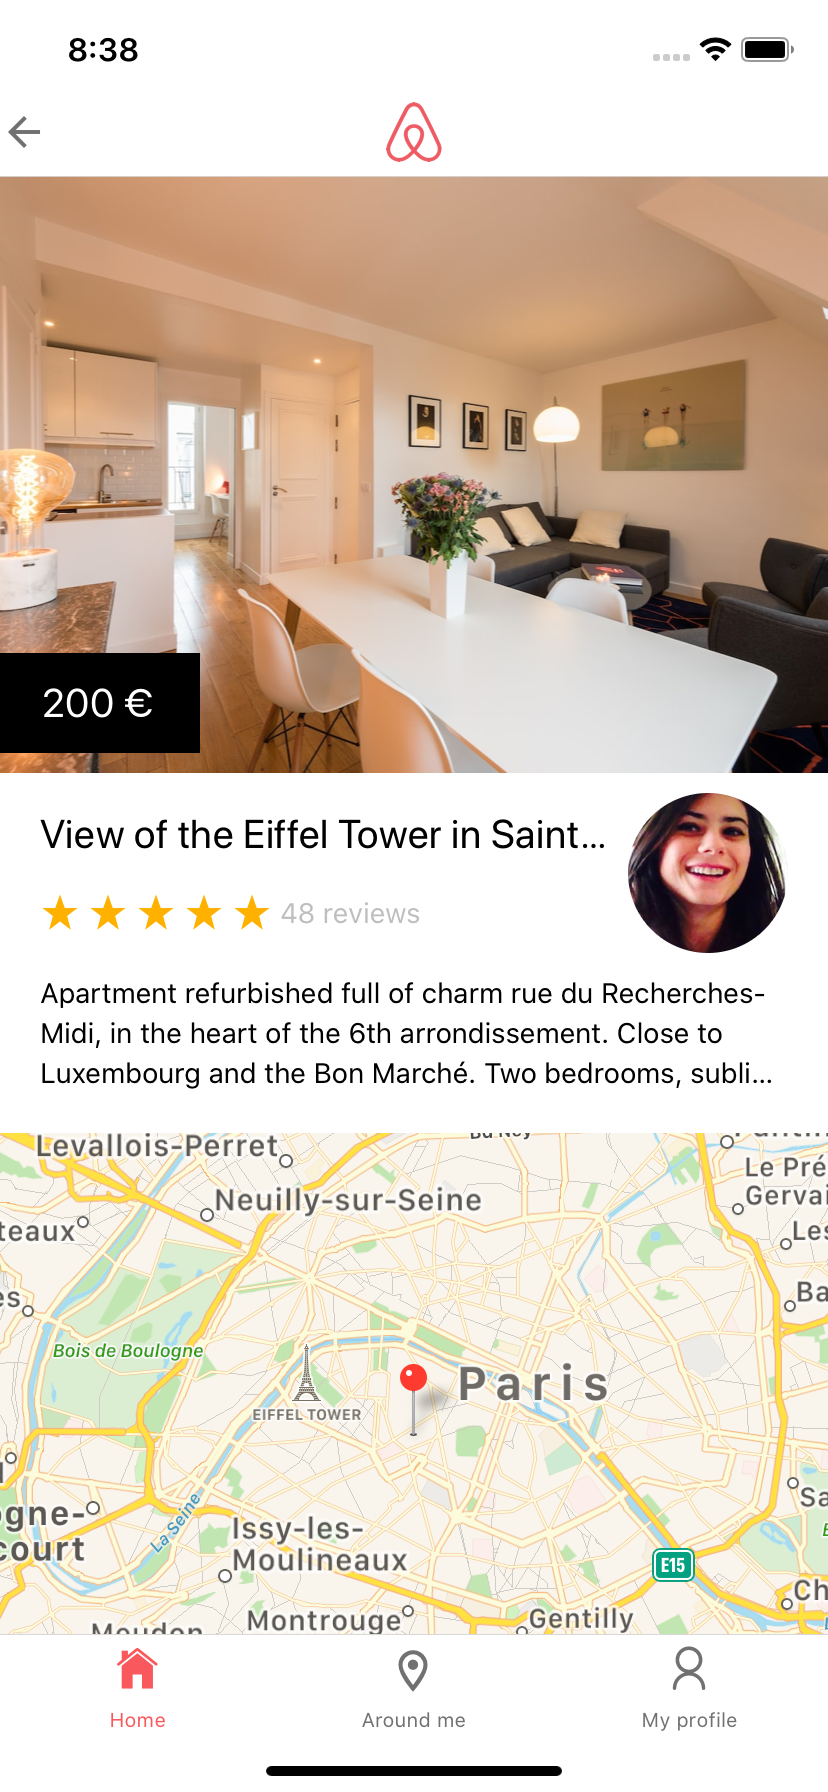 8:38
200 €
View of the Eiffel Tower in Saint...
48 reviews
Apartment refurbished full of charm rue du Recherches-
Midi, in the heart of the 6th arrondissement. Close to
Luxembourg and the Bon Marché. Two bedrooms, subli...
Levallois-Perret
Neuilly-sur-Seine
Le Pré
Gervai
teaux
Les
es
Ba
Bois de Boulogne
Paris
EIFFEL TOWER
La Seine
gne-
court
Issy-les-
Moulineaux
Sa
E15
Ch
Montrouge
Gentilly
Meudon
Home
Around me
My profile